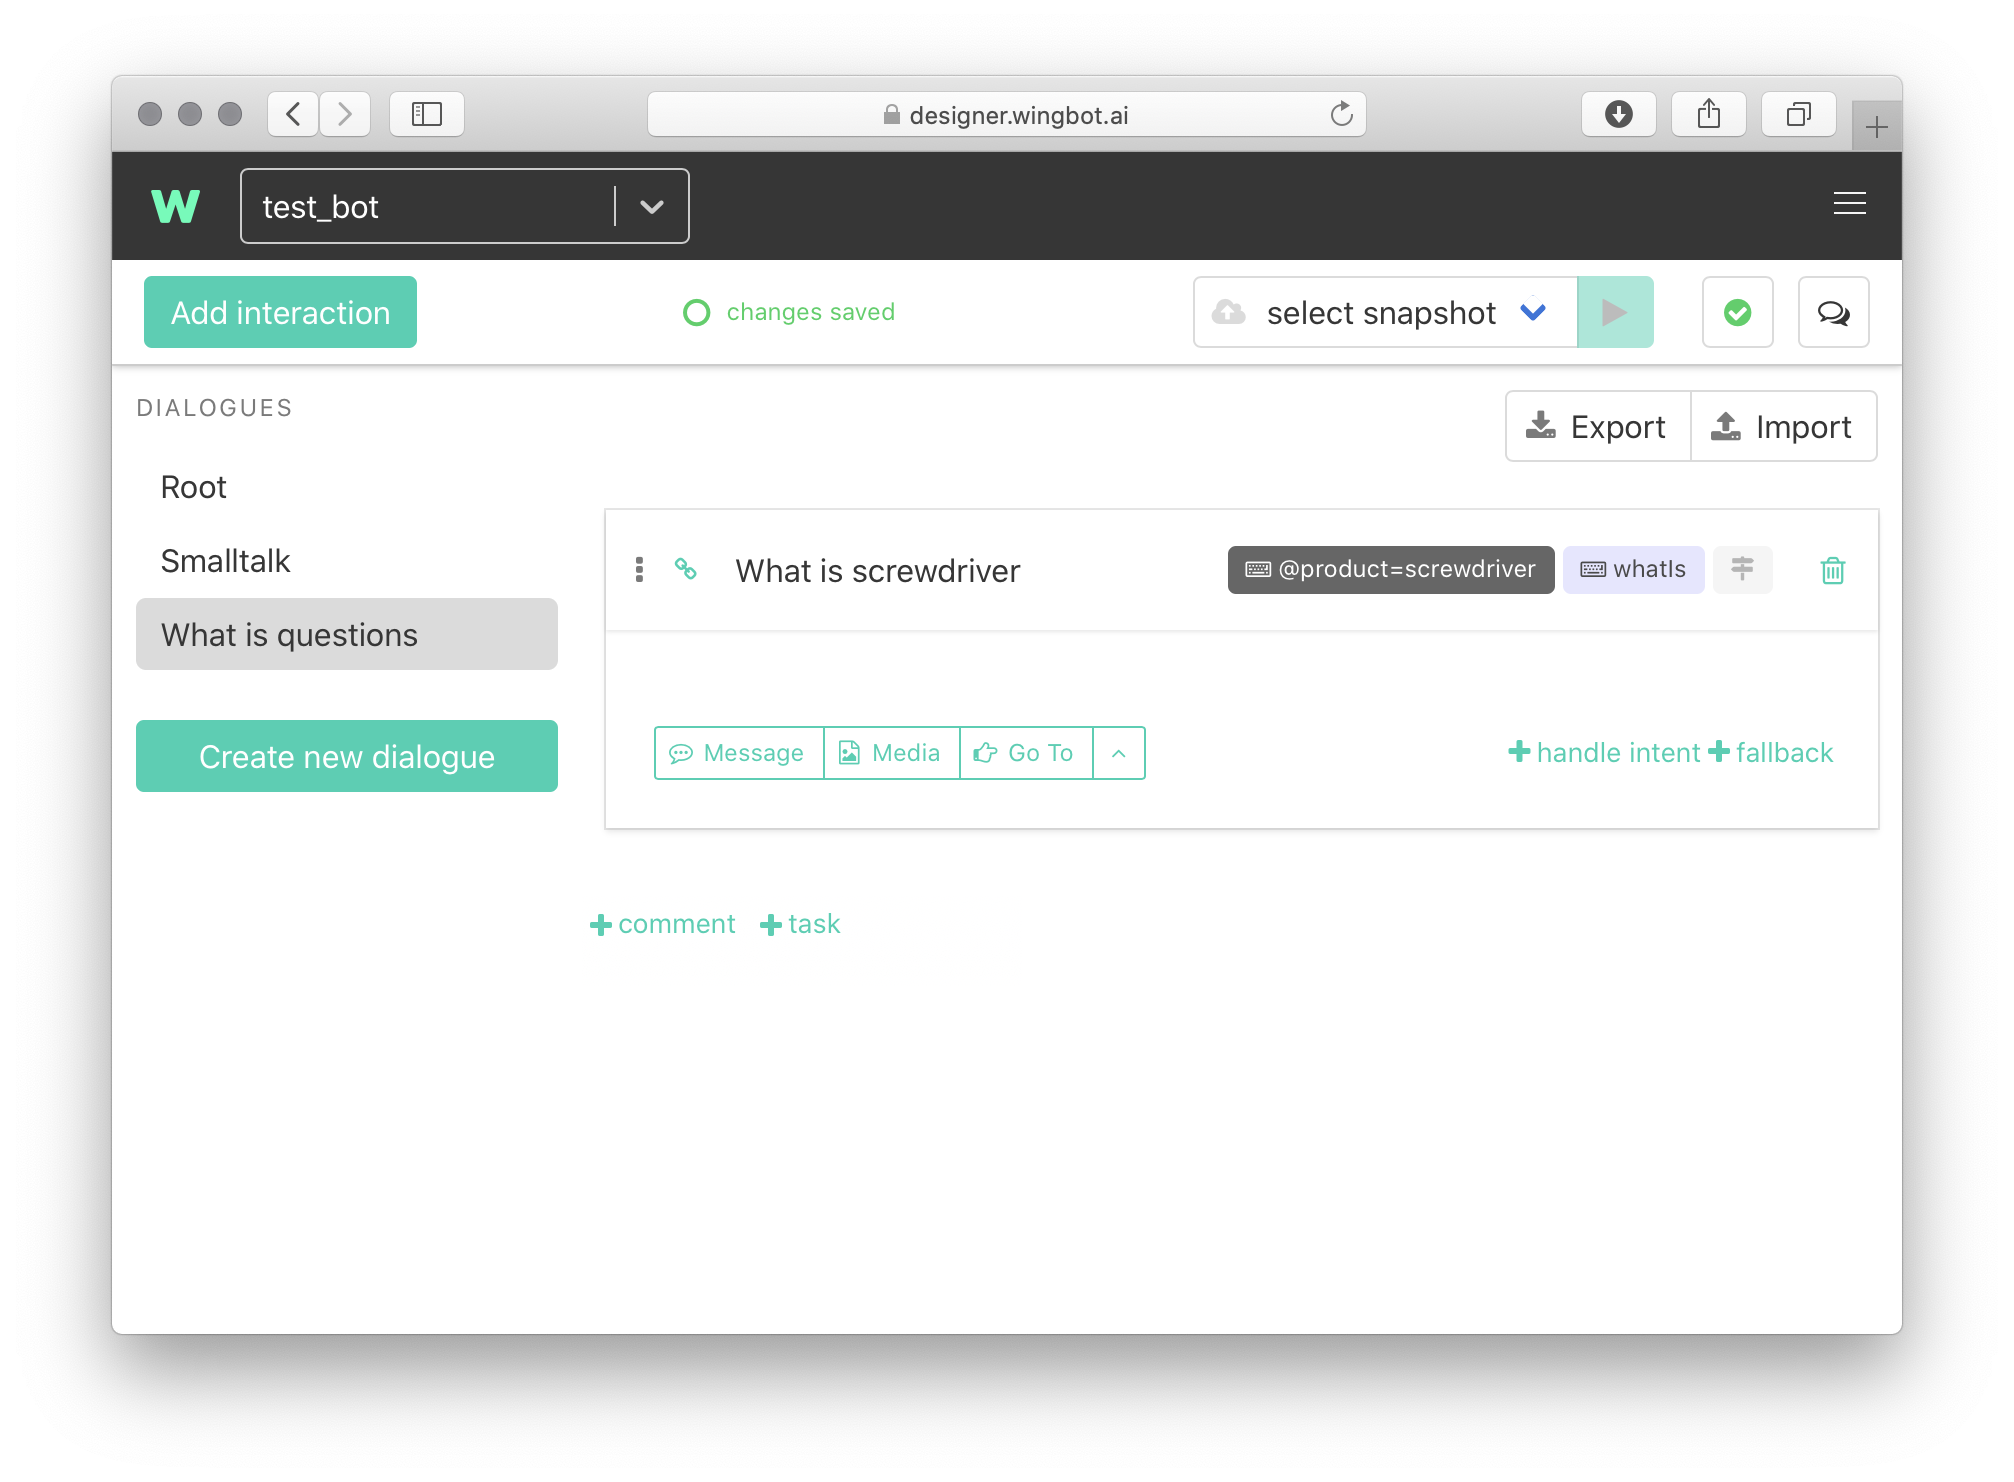 designer.wingbot.ai
W
test_bot
Add interaction
changes saved
select snapshot
DIALOGUES
Export
Import
Root
Smalltalk
What is questions
Create new dialogue
What is screwdriver
@product=screwdriver
whatIs
Message
Media
Go To
handle intent
fallback
comment
task